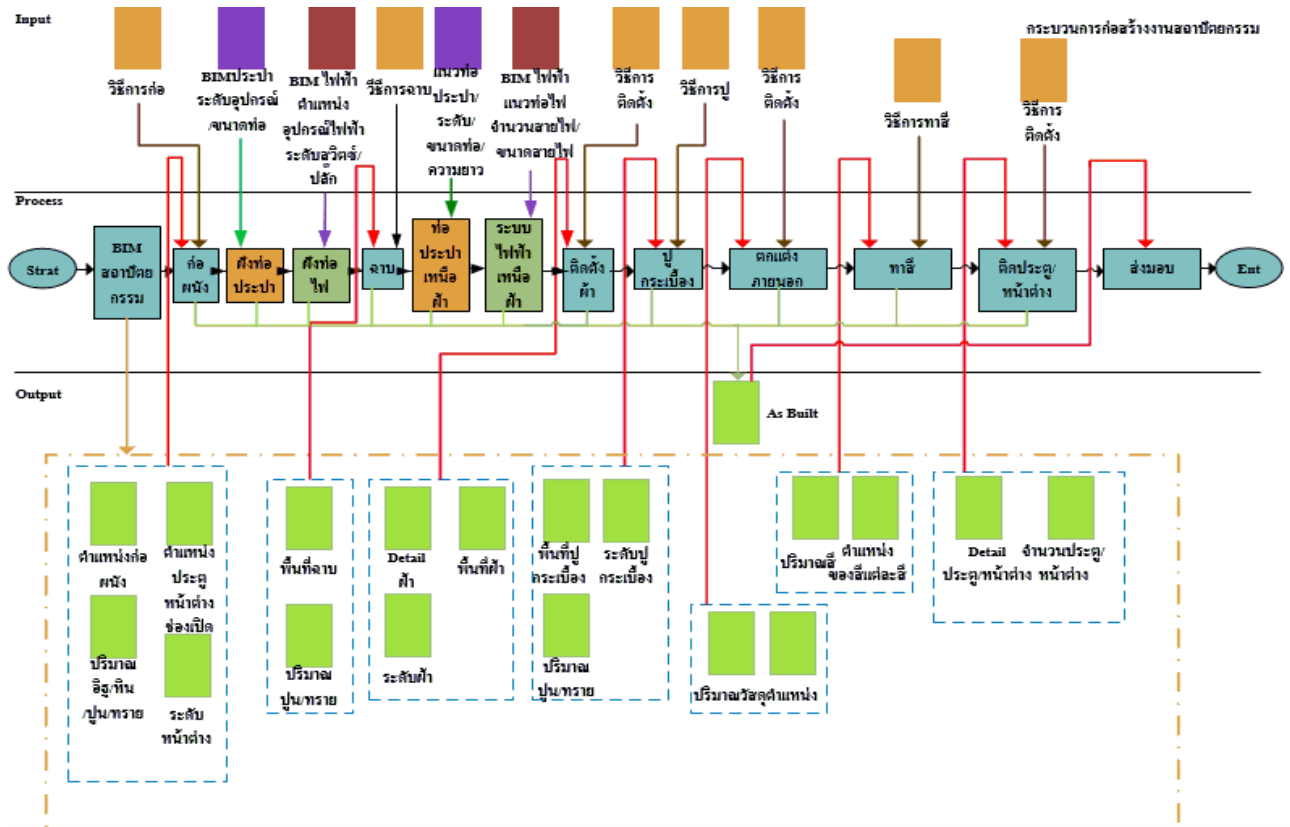 Input
กระบวนการก่อสร้างงานสถาปัตยกรรม
วิธีการก่อ
BIMประปา
ระดับอุปกรณ์
/ขนาดท่อ
BIM ไฟฟ้า
ตำแหน่ง
อุปกรณ์ไฟฟ้า
ระดับสวิตซ์/
ปลั๊ก
วิธีการฉาบ
แนวท่อ
ประปา/
ระดับ/
ขนาดท่อ/
ความยาว
BIM ไฟฟ้า
แนวท่อไฟ
จำนวนสายไฟ/
ขนาดสายไฟ
วิธีการ
ติดตั้ง
วิธีการปู
วิธีการ
ติดตั้ง
วิธีการทาสี
วิธีการ
ติดตั้ง
Process
Strat
BIM
สถาปัตย
กรรม
ก่อ
ผนัง
ฝังท่อ
ประปา
ฝังท่อ
ไฟ
ฉาบ
ท่อ
ประปา
เหนือ
ฝ้า
ระบบ
ไฟฟ้า
เหนือ
ฝ้า
ติดตั้ง
ฝ้า
ปู
กระเบื้อง
ตกแต่ง
ภายนอก
ทาสี
ติดประตู/
หน้าต่าง
ส่งมอบ
Ent
Output
As Built
ตำแหน่งก่อ
ผนัง
ตำแหน่ง
ประตู
หน้าต่าง
ช่องเปิด
ปริมาณ
อิฐ/หิน
/ปูน/ทราย
ระดับ
หน้าต่าง
พื้นที่ฉาบ
ปริมาณ
ปูน/ทราย
Detail
ฝ้า
พื้นที่ฝ้า
ระดับฝ้า
พื้นที่ปู
กระเบื้อง
ระดับปู
กระเบื้อง
ปริมาณ
ปูน/ทราย
ปริมาณวัสดุ
ตำแหน่ง
ปริมาณสี
ตำแหน่ง
ของสีแต่ละสี
Detail
ประตู/หน้าต่าง
จำนวนประตู/
หน้าต่าง